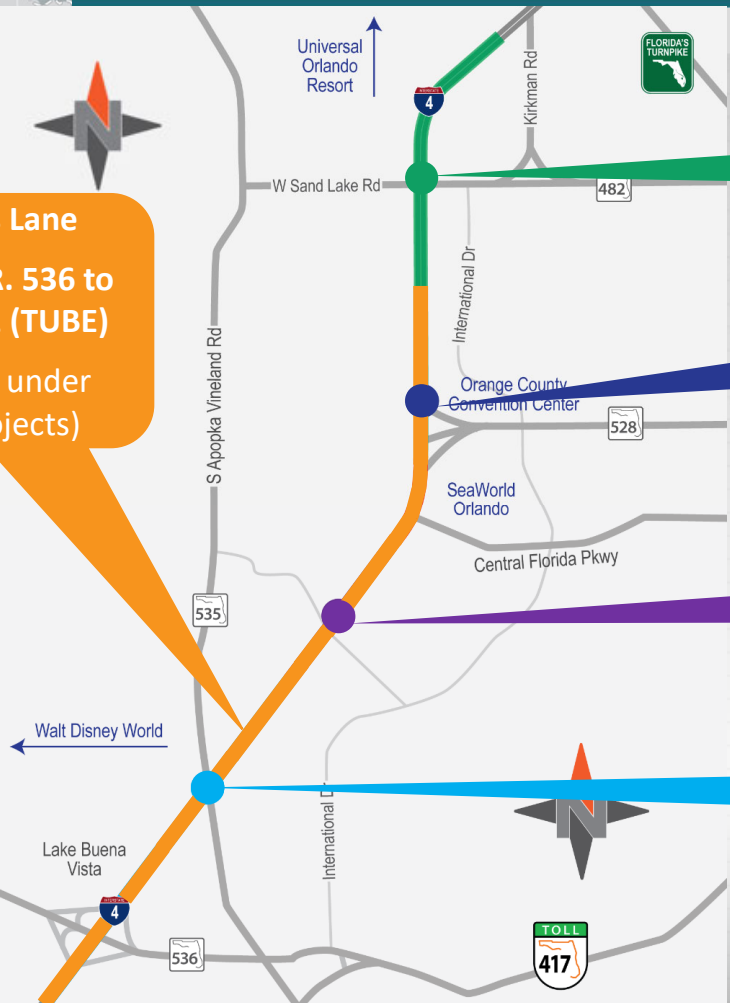 Universal
Orlando
Resort
Kirkman Rd
FLORIDA'S
TURNPIKE
4
N
W Sand Lake Rd
482
Lane
R. 536 to
(TUBE)
under
ojects)
International Dr
S Apopka Vineland Rd
Orange County
Convention Center
528
SeaWorld
Orlando
Central Florida Pkwy
535
Walt Disney World
International Dr
N
Lake Buena
Vista
4
536
TOLL
417